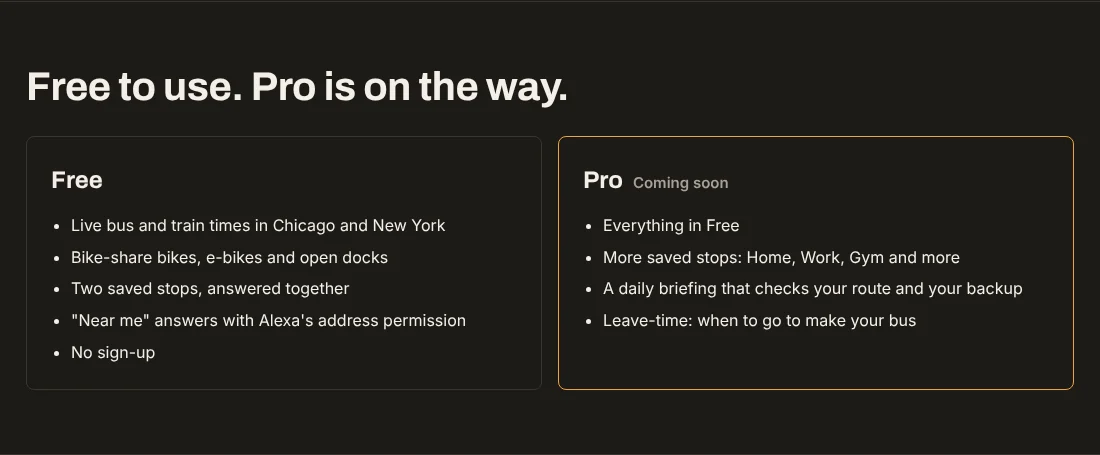 Free to use. Pro is on the way.
Free
Live bus and train times in Chicago and New York
Bike-share bikes, e-bikes and open docks
Two saved stops, answered together
"Near me" answers with Alexa's address permission
No sign-up
Pro Coming soon
Everything in Free
More saved stops: Home, Work, Gym and more
A daily briefing that checks your route and your backup
Leave-time: when to go to make your bus